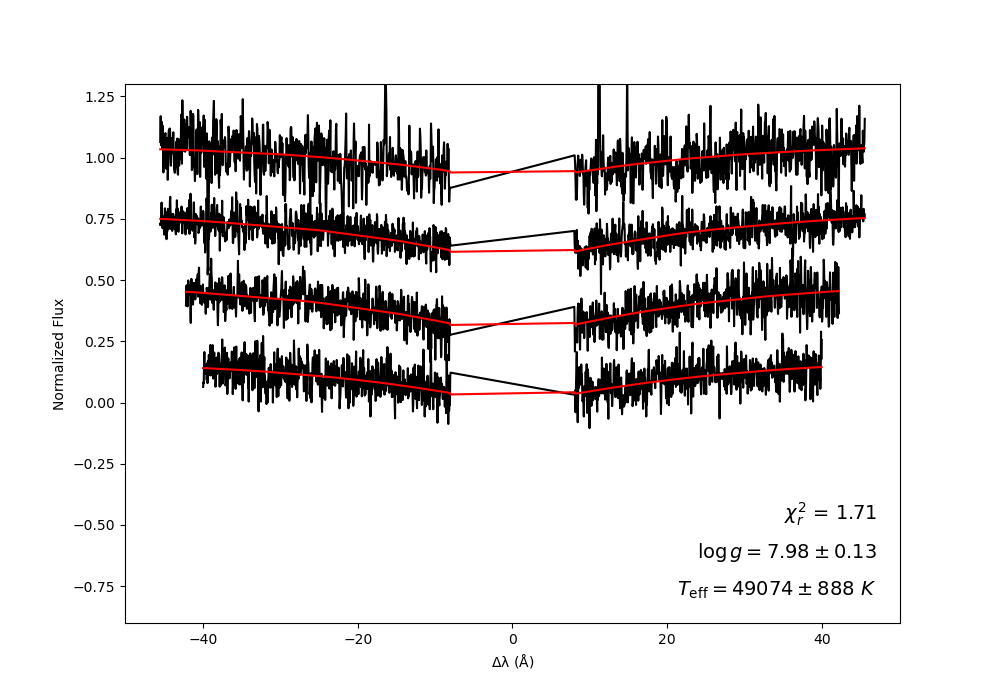 1.25
1.00
0.75
0.50
0.25
0.00
−0.25
−0.50
−0.75
Normalized Flux
χ²ᵣ = 1.71
log g = 7.98 ± 0.13
T_eff = 49074 ± 888 K
−40
−20
0
20
40
Δλ (Å)